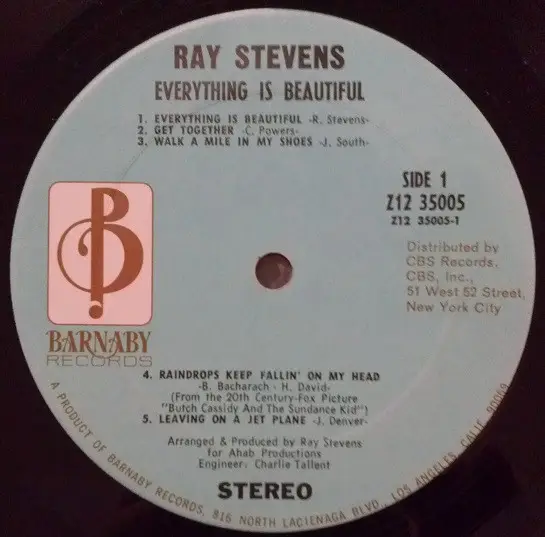 RAY STEVENS
EVERYTHING IS BEAUTIFUL
1. EVERYTHING IS BEAUTIFUL -R. Stevens-
2. GET TOGETHER -C. Powers-
3. WALK A MILE IN MY SHOES -J. South-
SIDE 1
Z12 35005
Z12 35005-1
Distributed by
CBS Records,
CBS, Inc.,
51 West 52 Street,
New York City
B
BARNABY
RECORDS
4. RAINDROPS KEEP FALLIN' ON MY HEAD
-B. Bacharach - H. David-
(From the 20th Century-Fox Picture
"Butch Cassidy And The Sundance Kid")
5. LEAVING ON A JET PLANE -J. Denver-
Arranged & Produced by Ray Stevens
for Ahab Productions
Engineer: Charlie Tallent
STEREO
A PRODUCT OF BARNABY RECORDS, 816 NORTH LACIENAGA BLVD., LOS ANGELES, CALIF. 90069